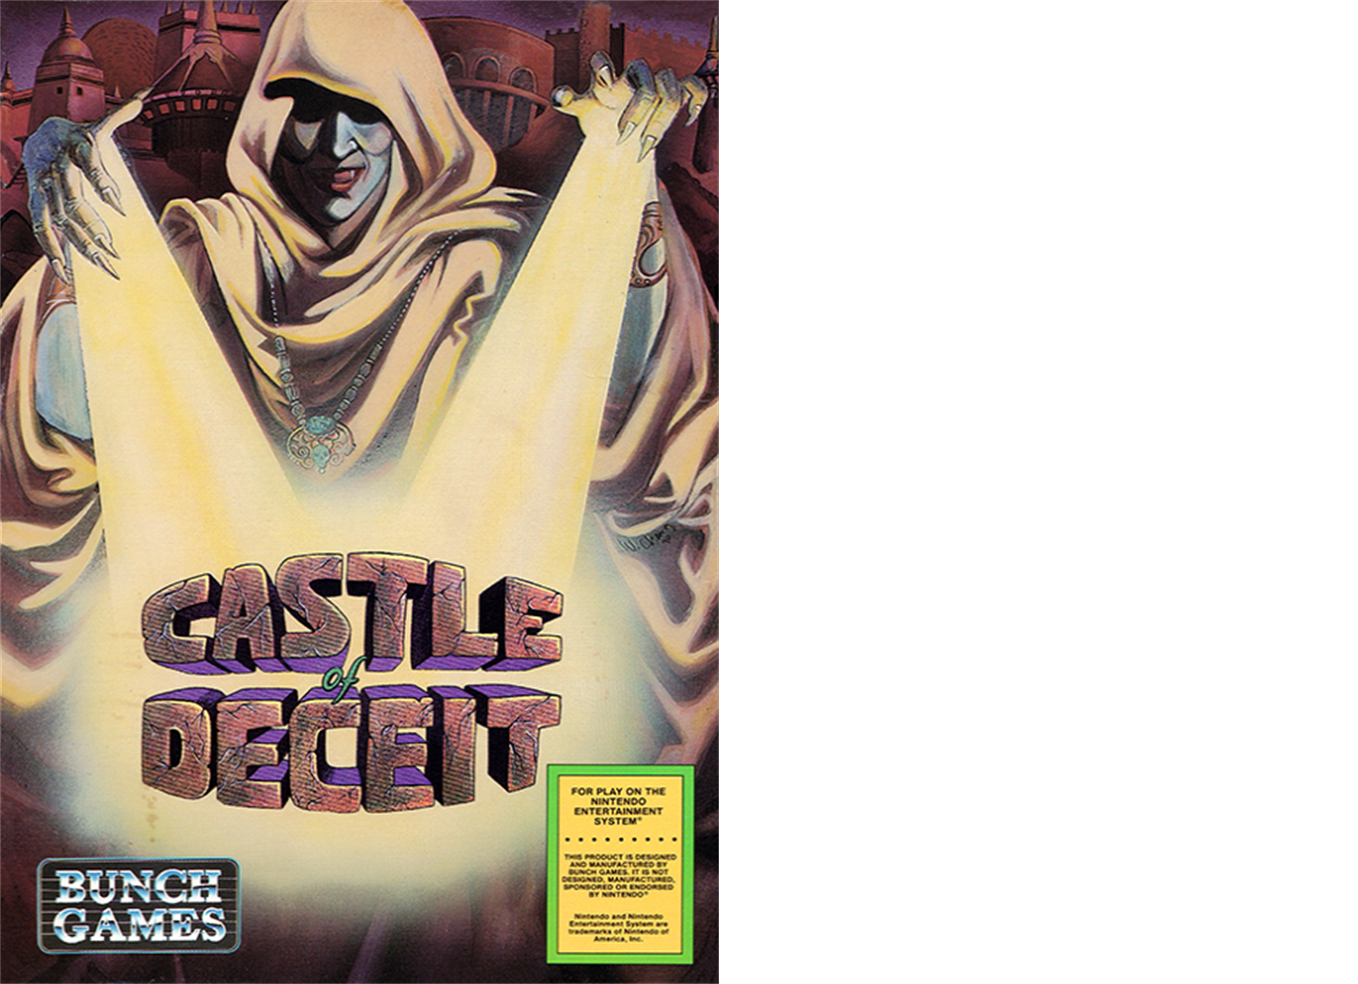 CASTLE
of
DECEIT
FOR PLAY ON THE
NINTENDO
ENTERTAINMENT
SYSTEM®
THIS PRODUCT IS DESIGNED
AND MANUFACTURED BY
BUNCH GAMES. IT IS NOT
DESIGNED, MANUFACTURED,
SPONSORED OR ENDORSED
BY NINTENDO®
Nintendo and Nintendo
Entertainment System are
trademarks of Nintendo of
America, Inc.
BUNCH
GAMES